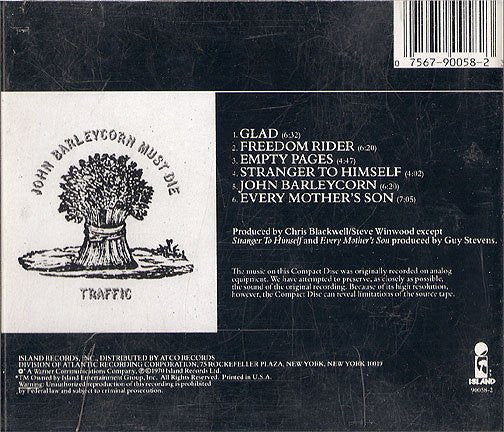 0 7567-90058-2
JOHN BARLEYCORN MUST DIE
TRAFFIC
1. GLAD (6:32)
2. FREEDOM RIDER (6:20)
3. EMPTY PAGES (4:47)
4. STRANGER TO HIMSELF (4:02)
5. JOHN BARLEYCORN (6:20)
6. EVERY MOTHER'S SON (7:05)
Produced by Chris Blackwell/Steve Winwood except
Stranger To Himself and Every Mother's Son produced by Guy Stevens.
The music on this Compact Disc was originally recorded on analog
equipment. We have attempted to preserve, as closely as possible,
the sound of the original recording. Because of its high resolution,
however, the Compact Disc can reveal limitations of the source tape.
ISLAND RECORDS, INC., DISTRIBUTED BY ATCO RECORDS
DIVISION OF ATLANTIC RECORDING CORPORATION, 75 ROCKEFELLER PLAZA, NEW YORK, NEW YORK 10019
A Warner Communications Company, ℗©1970 Island Records Ltd.
*TM Owned by Island Entertainment Group, Inc. All Rights Reserved. Printed in U.S.A.
Warning: Unauthorized reproduction of this recording is prohibited
by Federal law and subject to criminal prosecution.
ISLAND
90058-2